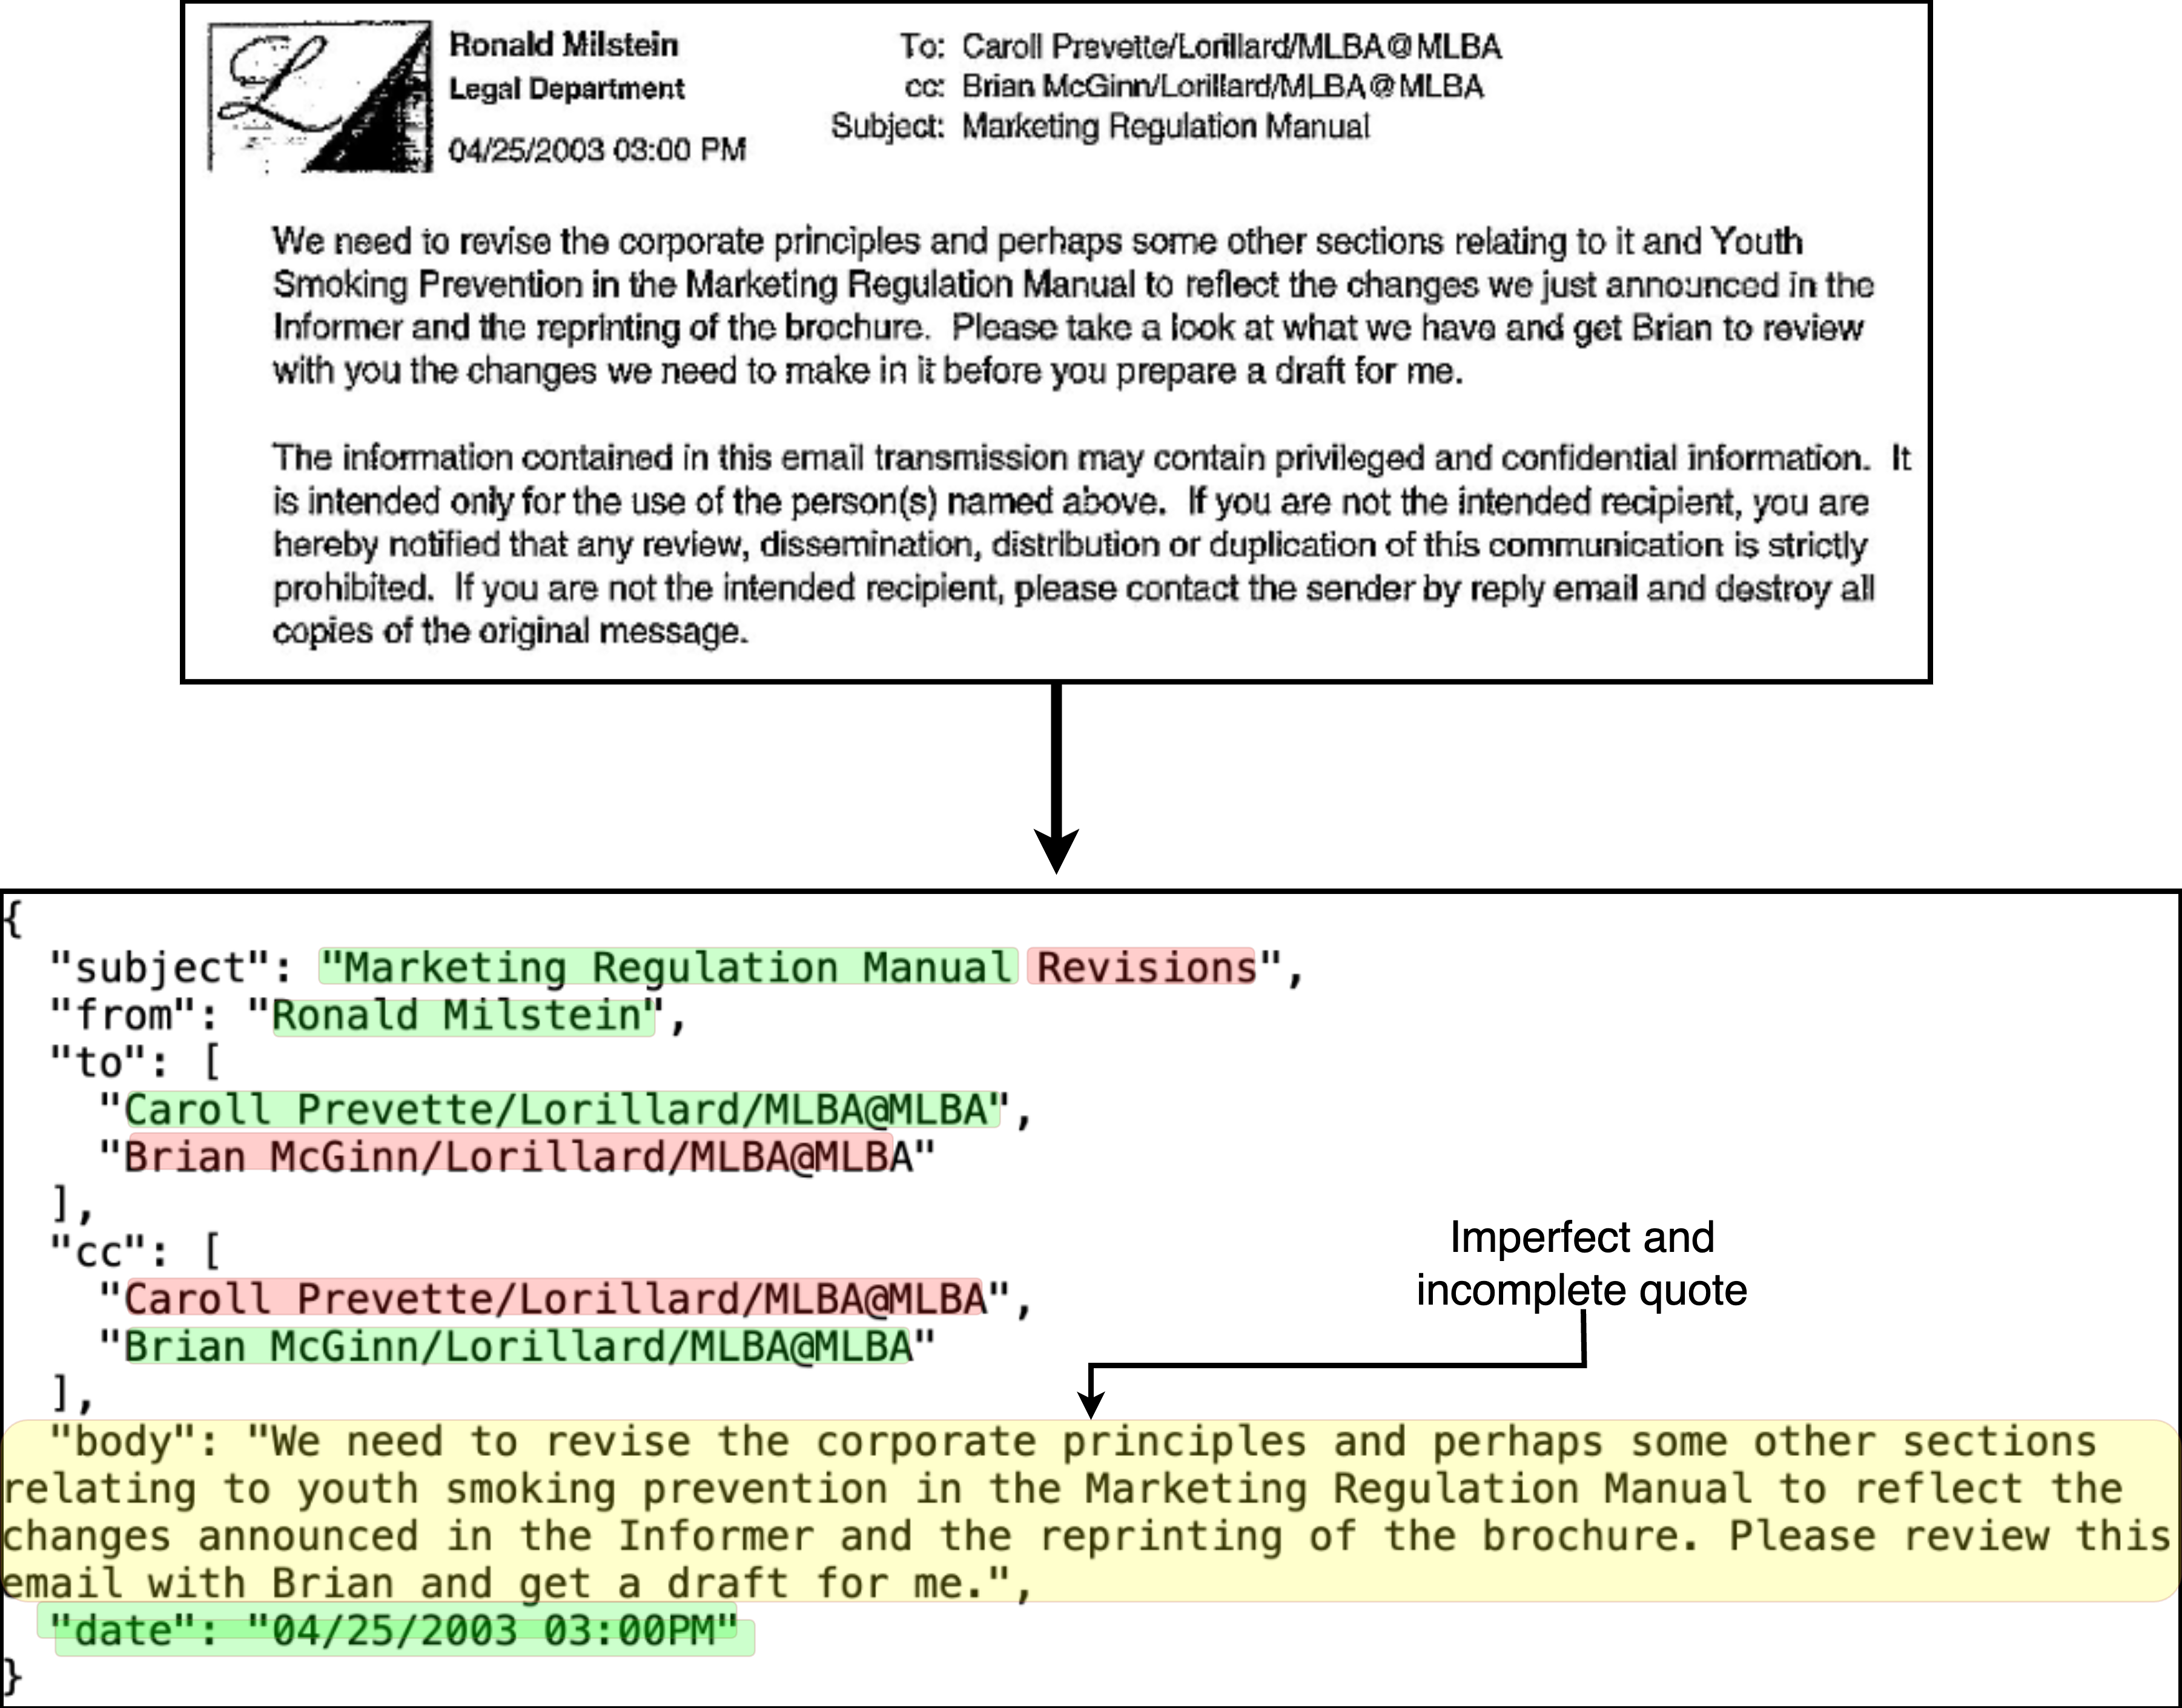 Ronald Milstein
Legal Department
04/25/2003 03:00 PM
To: Caroll Prevette/Lorillard/MLBA@MLBA
cc: Brian McGinn/Lorillard/MLBA@MLBA
Subject: Marketing Regulation Manual
We need to revise the corporate principles and perhaps some other sections relating to it and Youth
Smoking Prevention in the Marketing Regulation Manual to reflect the changes we just announced in the
Informer and the reprinting of the brochure.  Please take a look at what we have and get Brian to review
with you the changes we need to make in it before you prepare a draft for me.
The information contained in this email transmission may contain privileged and confidential information.  It
is intended only for the use of the person(s) named above.  If you are not the intended recipient, you are
hereby notified that any review, dissemination, distribution or duplication of this communication is strictly
prohibited.  If you are not the intended recipient, please contact the sender by reply email and destroy all
copies of the original message.
{
"subject": "Marketing Regulation Manual Revisions",
"from": "Ronald Milstein",
"to": [
"Caroll Prevette/Lorillard/MLBA@MLBA",
"Brian McGinn/Lorillard/MLBA@MLBA"
],
"cc": [
"Caroll Prevette/Lorillard/MLBA@MLBA",
"Brian McGinn/Lorillard/MLBA@MLBA"
],
Imperfect and
incomplete quote
"body": "We need to revise the corporate principles and perhaps some other sections
relating to youth smoking prevention in the Marketing Regulation Manual to reflect the
changes announced in the Informer and the reprinting of the brochure. Please review this
email with Brian and get a draft for me.",
"date": "04/25/2003 03:00PM"
}